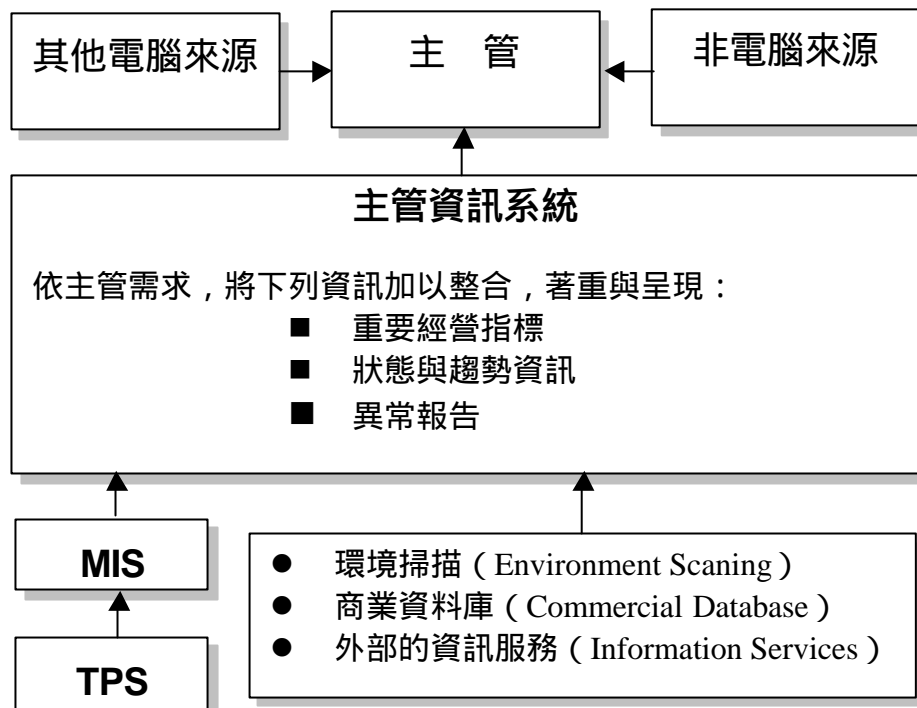 其他電腦來源
主 管
非電腦來源
主管資訊系統
依主管需求，將下列資訊加以整合，著重與呈現：
■ 重要經營指標
■ 狀態與趨勢資訊
■ 異常報告
MIS
TPS
● 環境掃描（Environment Scaning）
● 商業資料庫（Commercial Database）
● 外部的資訊服務（Information Services）